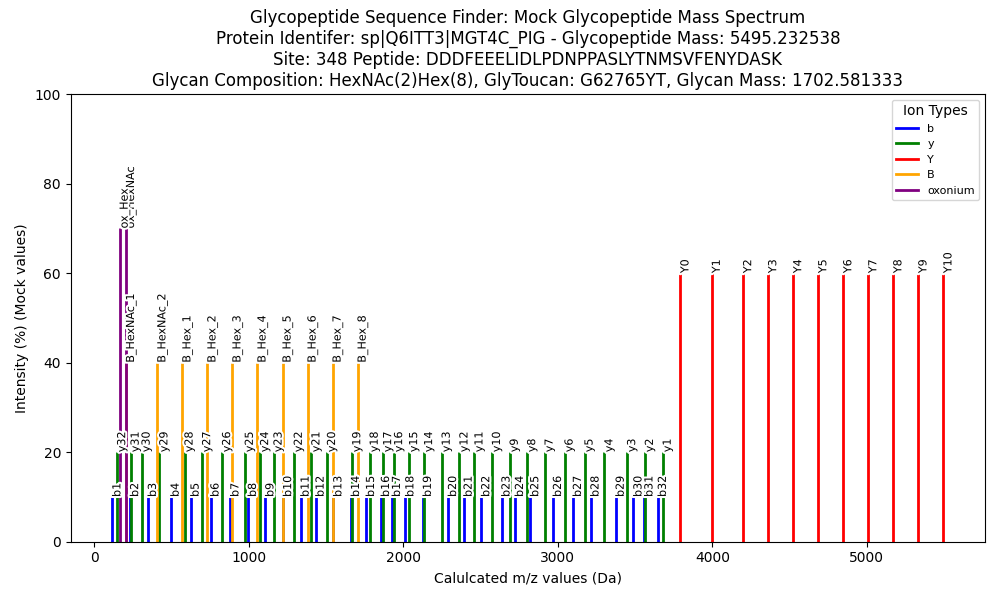 Glycopeptide Sequence Finder: Mock Glycopeptide Mass Spectrum
Protein Identifer: sp|Q6ITT3|MGT4C_PIG - Glycopeptide Mass: 5495.232538
Site: 348 Peptide: DDDFEEELIDLPDNPPASLYTNMSVFENYDASK
Glycan Composition: HexNAc(2)Hex(8), GlyToucan: G62765YT, Glycan Mass: 1702.581333
Intensity (%) (Mock values)
100
80
60
40
20
0
Ion Types
b
y
Y
B
oxonium
ox_Hex
ox_HexNAc
Y0
Y1
Y2
Y3
Y4
Y5
Y6
Y7
Y8
Y9
Y10
B_HexNAc_1
B_HexNAc_2
B_Hex_1
B_Hex_2
B_Hex_3
B_Hex_4
B_Hex_5
B_Hex_6
B_Hex_7
B_Hex_8
y32
y31
y30
y29
y28
y27
y26
y25
y24
y23
y22
y21
y20
y19
y18
y17
y16
y15
y14
y13
y12
y11
y10
y9
y8
y7
y6
y5
y4
y3
y2
y1
b1
b2
b3
b4
b5
b6
b7
b8
b9
b10
b11
b12
b13
b14
b15
b16
b17
b18
b19
b20
b21
b22
b23
b24
b25
b26
b27
b28
b29
b30
b31
b32
0
1000
2000
3000
4000
5000
Calulcated m/z values (Da)